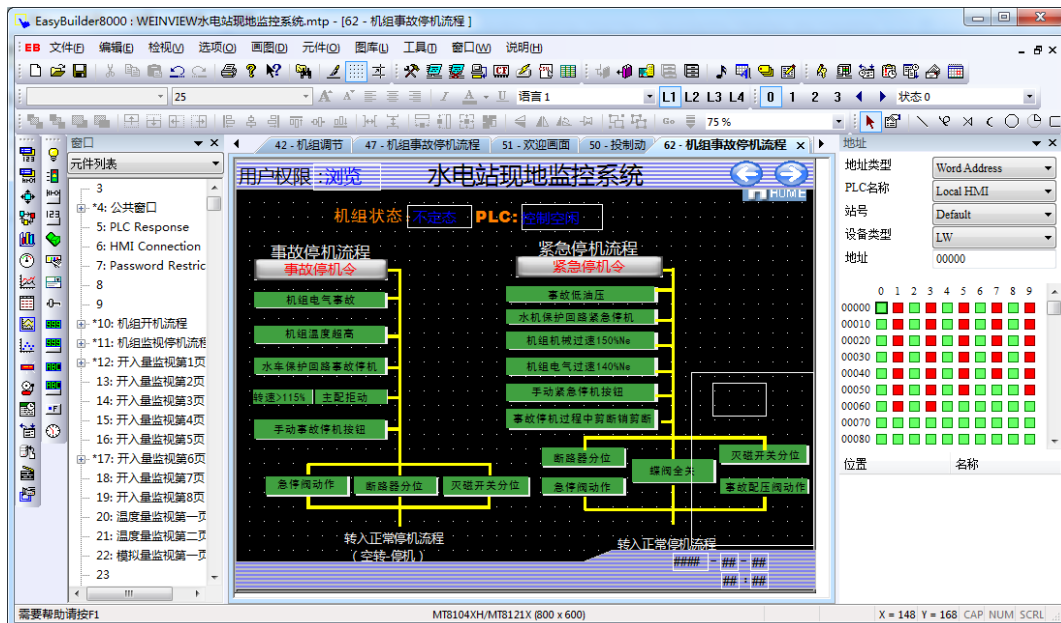 EasyBuilder8000 : WEINVIEW水电站现地监控系统.mtp - [62 - 机组事故停机流程 ]
EB 文件(F) 编辑(E) 检视(V) 选项(O) 画图(D) 元件(O) 图库(L) 工具(T) 窗口(W) 说明(H)
25 语言1 L1 L2 L3 L4 0 1 2 3 状态 0
Go 75 %
窗口
元件列表
3
*4: 公共窗口
5: PLC Response
6: HMI Connection
7: Password Restric
8
9
*10: 机组开机流程
*11: 机组监视停机流程
*12: 开入量监视第1页
13: 开入量监视第2页
14: 开入量监视第3页
15: 开入量监视第4页
16: 开入量监视第5页
*17: 开入量监视第6页
18: 开入量监视第7页
19: 开入量监视第8页
20: 温度量监视第一页
21: 温度量监视第二页
22: 模拟量监视第一页
23
42 - 机组调节 47 - 机组事故停机流程 51 - 欢迎画面 50 - 投制动 62 - 机组事故停机流程
用户权限:浏览 水电站现地监控系统
HOME
机组状态: 不定态 PLC: 控制空闲
事故停机流程
事故停机令
机组电气事故
机组温度超高
水车保护回路事故停机
转速>115% 主配拒动
手动事故停机按钮
急停阀动作 断路器分位 灭磁开关分位
转入正常停机流程
(空转-停机)
紧急停机流程
紧急停机令
事故低油压
水机保护回路紧急停机
机组机械过速150%Ne
机组电气过速140%Ne
手动紧急停机按钮
事故停机过程中剪断销剪断
断路器分位 蝶阀全关 灭磁开关分位
急停阀动作 事故配压阀动作
转入正常停机流程
#### - ## - ##
## : ##
地址
地址类型 Word Address
PLC名称 Local HMI
站号 Default
设备类型 LW
地址 00000
0 1 2 3 4 5 6 7 8 9
00000
00010
00020
00030
00040
00050
00060
00070
00080
位置 名称
需要帮助请按F1 MT8104XH/MT8121X (800 x 600) X = 148 Y = 168 CAP NUM SCRL